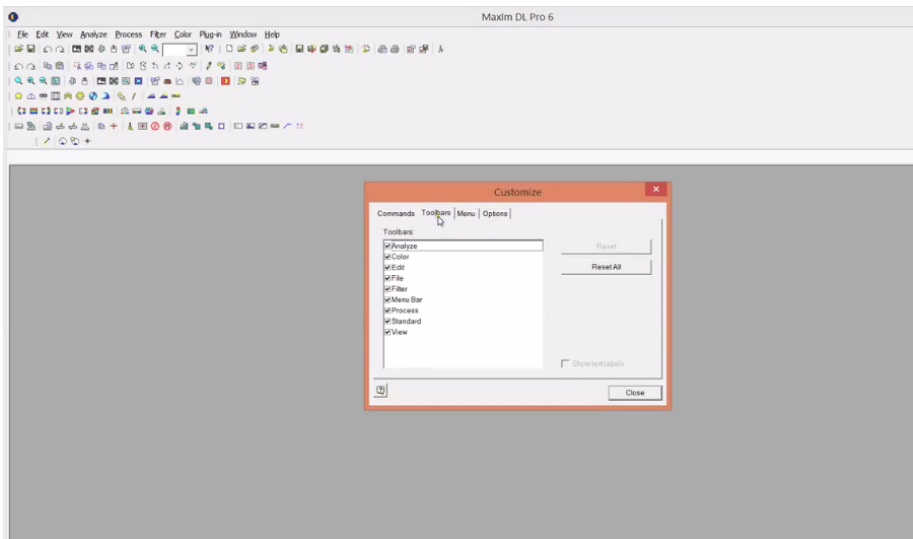 MaxIm DL Pro 6
File Edit View Analyze Process Filter Color Plug-in Window Help
Customize
Commands Toolbars Menu Options
Toolbars:
Analyze
Reset
Color
Edit
Reset All
File
Filter
Menu Bar
Process
Standard
View
Show text labels
Close